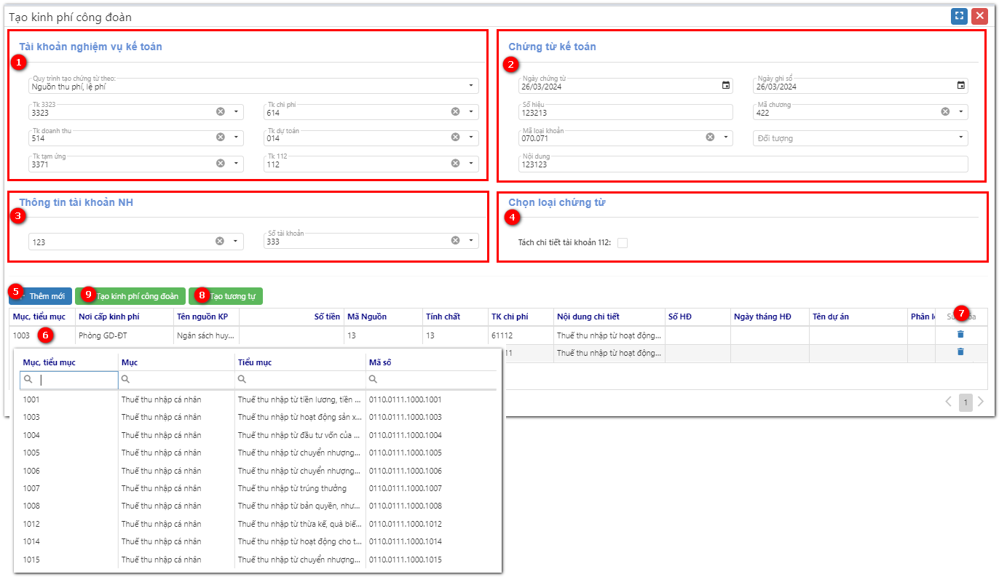 Tạo kinh phí công đoàn
Tài khoản nghiệm vụ kế toán
1
Quy trình tạo chứng từ theo:
Nguồn thu phí, lệ phí
Tk 3323
3323
Tk chi phí
614
Tk doanh thu
514
Tk dự toán
014
Tk tạm ứng
3371
Tk 112
112
Chứng từ kế toán
2
Ngày chứng từ
26/03/2024
Ngày ghi sổ
26/03/2024
Số hiệu
123213
Mã chương
422
Mã loại khoản
070.071
Đối tượng
Nội dung
123123
Thông tin tài khoản NH
3
123
Số tài khoản
333
Chọn loại chứng từ
4
Tách chi tiết tài khoản 112:
5 Thêm mới 9 Tạo kinh phí công đoàn 8 Tạo tương tự
7
Mục, tiểu mục Nơi cấp kinh phí Tên nguồn KP Số tiền Mã Nguồn Tính chất TK chi phí Nội dung chi tiết Số HĐ Ngày tháng HĐ Tên dự án Phân
1003 6 Phòng GD-ĐT Ngân sách huy... 13 13 61112 Thuế thu nhập từ hoạt động...
11 Thuế thu nhập từ hoạt động...
1
Mục, tiểu mục Mục Tiểu mục Mã số
1001 Thuế thu nhập cá nhân Thuế thu nhập từ tiền lương, tiền ... 0110.0111.1000.1001
1003 Thuế thu nhập cá nhân Thuế thu nhập từ hoạt động sản x... 0110.0111.1000.1003
1004 Thuế thu nhập cá nhân Thuế thu nhập từ đầu tư vốn của ... 0110.0111.1000.1004
1005 Thuế thu nhập cá nhân Thuế thu nhập từ chuyển nhượng... 0110.0111.1000.1005
1006 Thuế thu nhập cá nhân Thuế thu nhập từ chuyển nhượng... 0110.0111.1000.1006
1007 Thuế thu nhập cá nhân Thuế thu nhập từ trúng thưởng 0110.0111.1000.1007
1008 Thuế thu nhập cá nhân Thuế thu nhập từ bản quyền, như... 0110.0111.1000.1008
1012 Thuế thu nhập cá nhân Thuế thu nhập từ thừa kế, quà biế... 0110.0111.1000.1012
1014 Thuế thu nhập cá nhân Thuế thu nhập từ hoạt động cho t... 0110.0111.1000.1014
1015 Thuế thu nhập cá nhân Thuế thu nhập từ chuyển nhượng... 0110.0111.1000.1015